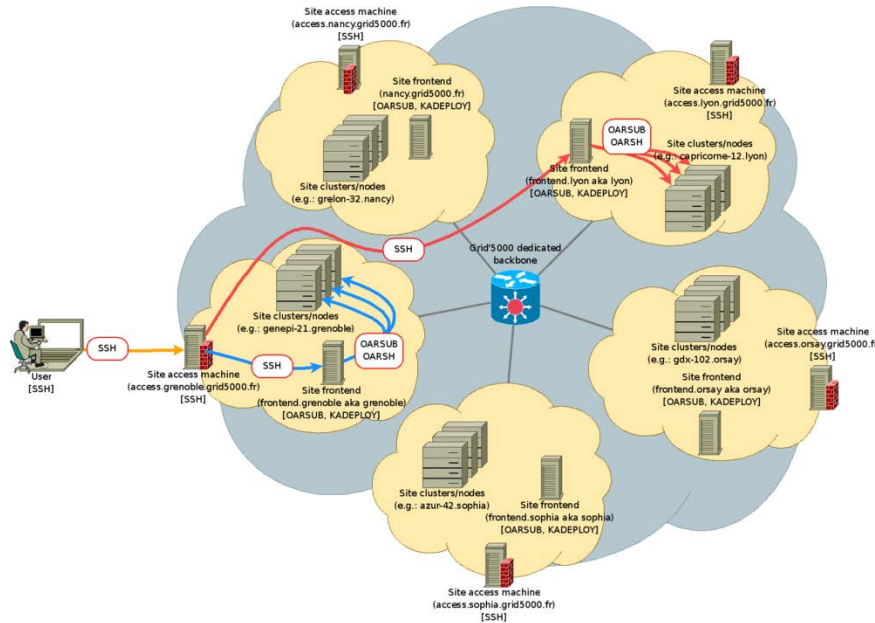 Site access machine
(access.nancy.grid5000.fr)
[SSH]
Site frontend
(nancy.grid5000.fr)
[OARSUB, KADEPLOY]
Site clusters/nodes
(e.g.: grelon-32.nancy)
Site access machine
(access.lyon.grid5000.fr)
[SSH]
OARSUB
OARSH
Site clusters/nodes
(e.g.: capricorne-12.lyon)
Site frontend
(frontend.lyon aka lyon)
[OARSUB, KADEPLOY]
SSH
Grid'5000 dedicated
backbone
Site clusters/nodes
(e.g.: genepi-21.grenoble)
OARSUB
OARSH
SSH
User
[SSH]
Site access machine
(access.grenoble.grid5000.fr)
[SSH]
SSH
Site frontend
(frontend.grenoble aka grenoble)
[OARSUB, KADEPLOY]
Site clusters/nodes
(e.g.: gdx-102.orsay)
Site access machine
(access.orsay.grid5000.f
[SSH]
Site frontend
(frontend.orsay aka orsay)
[OARSUB, KADEPLOY]
Site clusters/nodes
(e.g.: azur-42.sophia)
Site frontend
(frontend.sophia aka sophia)
[OARSUB, KADEPLOY]
Site access machine
(access.sophia.grid5000.fr)
[SSH]